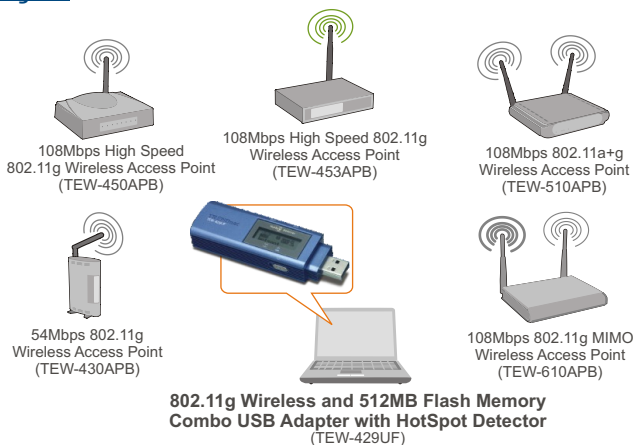 108Mbps High Speed
802.11g Wireless Access Point
(TEW-450APB)
108Mbps High Speed 802.11g
Wireless Access Point
(TEW-453APB)
108Mbps 802.11a+g
Wireless Access Point
(TEW-510APB)
54Mbps 802.11g
Wireless Access Point
(TEW-430APB)
108Mbps 802.11g MIMO
Wireless Access Point
(TEW-610APB)
802.11g Wireless and 512MB Flash Memory
Combo USB Adapter with HotSpot Detector
(TEW-429UF)